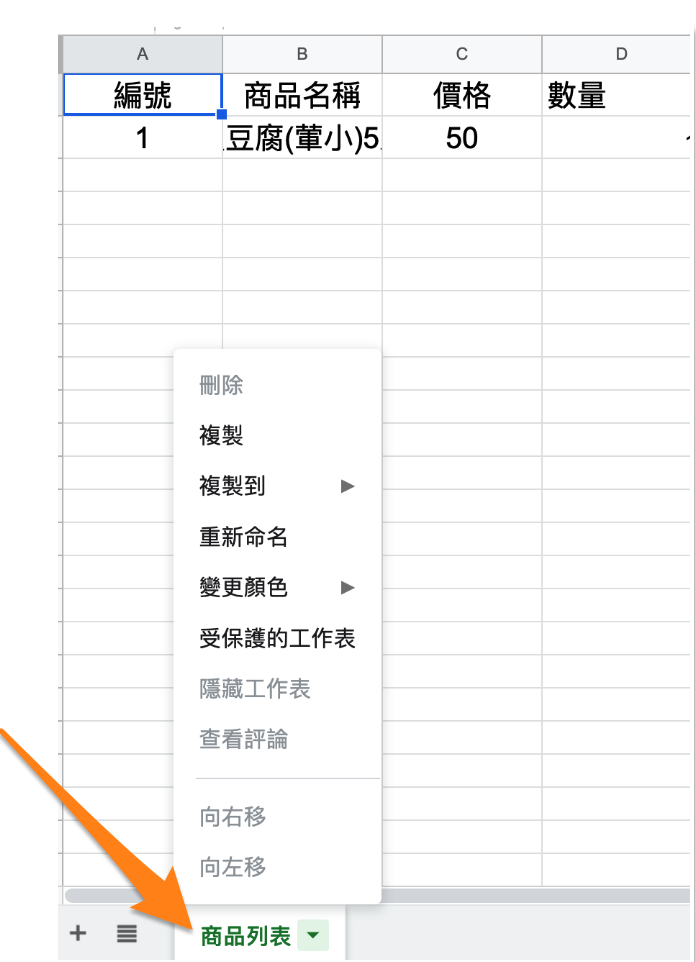 A B C D
編號 商品名稱 價格 數量
1 豆腐(葷小)5 50
刪除
複製
複製到
重新命名
變更顏色
受保護的工作表
隱藏工作表
查看評論
向右移
向左移
商品列表